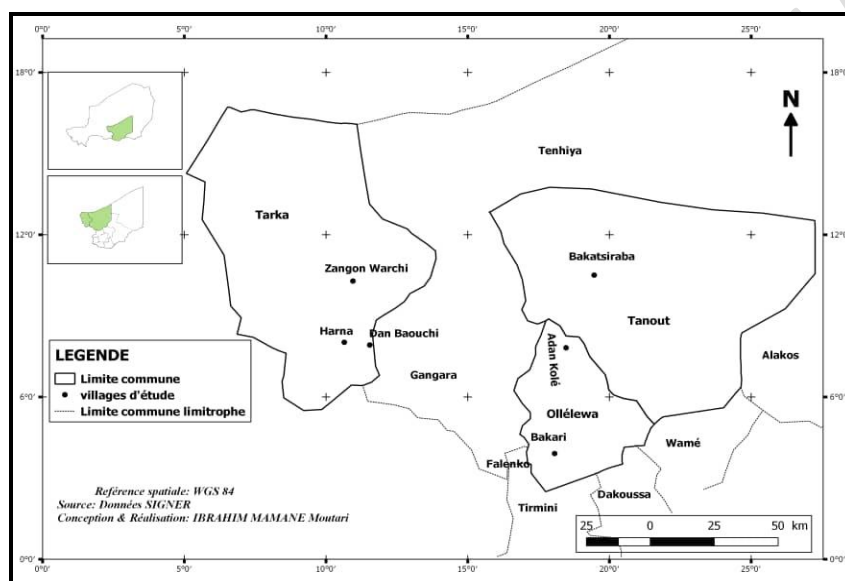 0°0' 5°0' 10°0' 15°0' 20°0' 25°0'
18°0' 18°0'
N
Tenhiya
Tarka
12°0' 12°0'
Bakatsiraba
Zangon Warchi
Tanout
Harna Dan Baouchi
Adan Kolé
Alakos
Gangara
6°0' 6°0'
LEGENDE
Limite commune
villages d'étude
Limite commune limitrophe
Ollélewa
Bakari
Wamé
Falenko
Dakoussa
Tirmini
Reférence spatiale: WGS 84
Source: Données SIGNER
Conception & Réalisation: IBRAHIM MAMANE Moutari
25 0 25 50 km
0°0' 0°0'
0°0' 5°0' 10°0' 15°0' 20°0' 25°0'